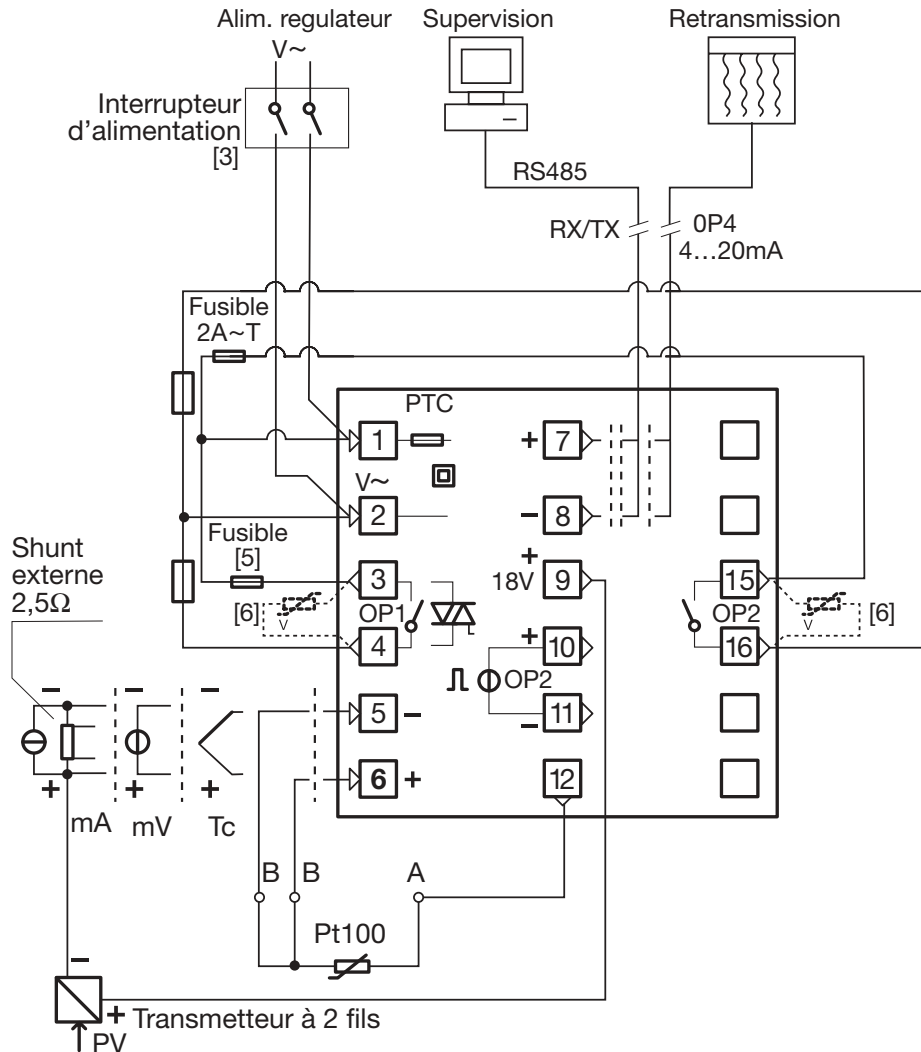 Alim. regulateur
V~
Supervision
Retransmission
Interrupteur
d'alimentation
[3]
RS485
RX/TX
0P4
4…20mA
Fusible
2A~T
PTC
1
+ 7
V~
2
- 8
Fusible
[5]
Shunt
externe
2,5Ω
3
+
18V 9
15
[6]
V
OP1
OP2
V
[6]
4
+ 10
16
OP2
5 -
- 11
6 +
12
- - -
+ + +
mA mV Tc
B B A
Pt100
-
+ Transmetteur à 2 fils
PV